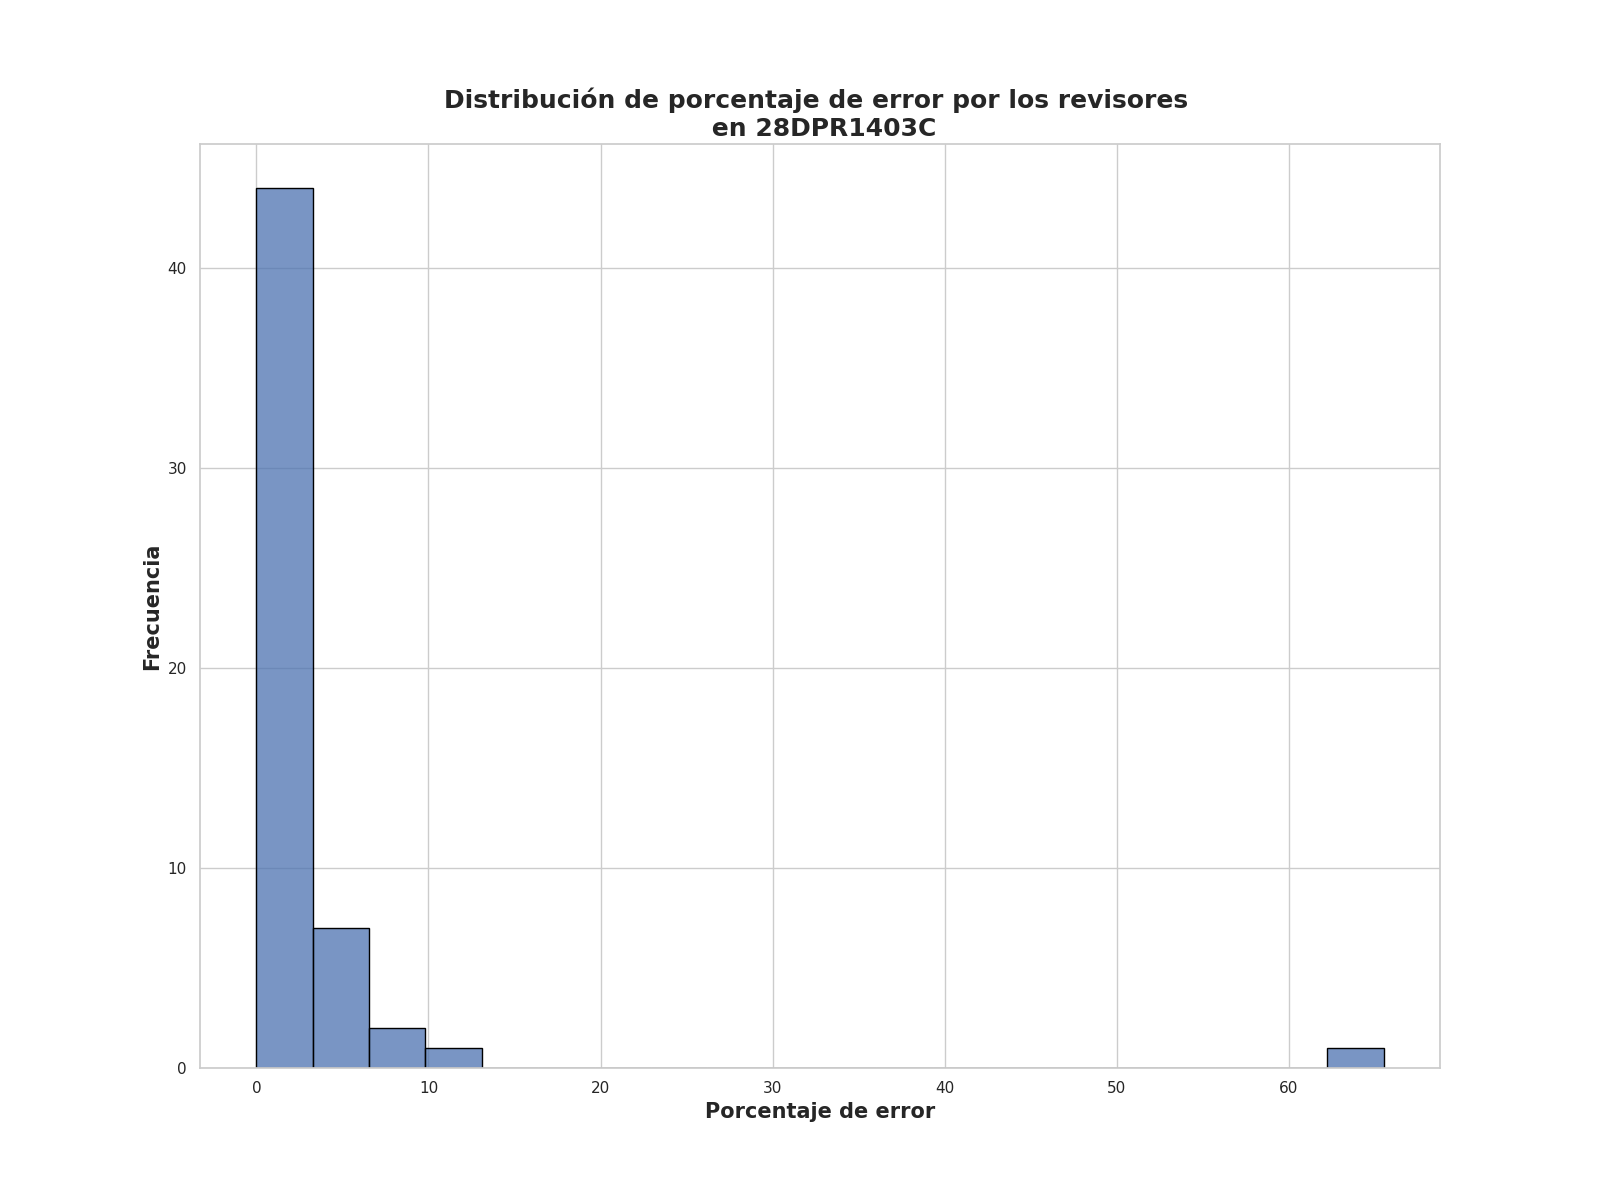 Distribución de porcentaje de error por los revisores
en 28DPR1403C
Frecuencia
40
30
20
10
0
0 10 20 30 40 50 60
Porcentaje de error